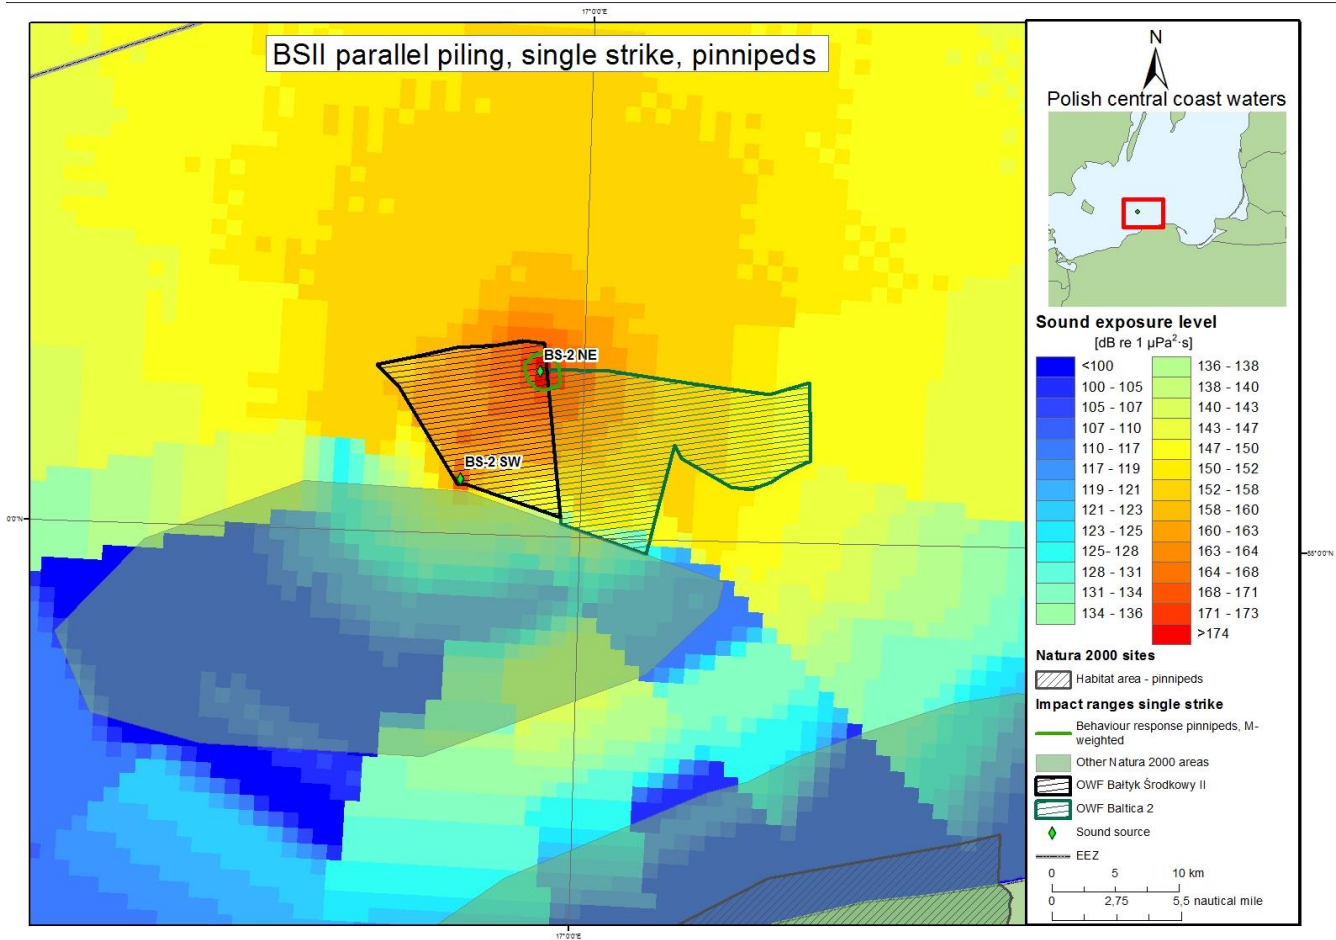 17°0'0"E
BSII parallel piling, single strike, pinnipeds
BS-2 NE
BS-2 SW
0'0"N
55°0'0"N
17°0'0"E
N
Polish central coast waters
Sound exposure level
[dB re 1 µPa²·s]
<100
100 - 105
105 - 107
107 - 110
110 - 117
117 - 119
119 - 121
121 - 123
123 - 125
125 - 128
128 - 131
131 - 134
134 - 136
136 - 138
138 - 140
140 - 143
143 - 147
147 - 150
150 - 152
152 - 158
158 - 160
160 - 163
163 - 164
164 - 168
168 - 171
171 - 173
>174
Natura 2000 sites
Habitat area - pinnipeds
Impact ranges single strike
Behaviour response pinnipeds, M-
weighted
Other Natura 2000 areas
OWF Bałtyk Środkowy II
OWF Baltica 2
Sound source
EEZ
0 5 10 km
0 2,75 5,5 nautical mile